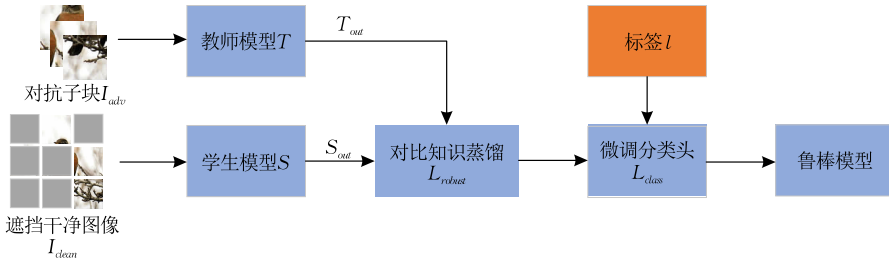 教师模型T
T_out
标签l
对抗子块I_adv
学生模型S
S_out
对比知识蒸馏
L_robust
微调分类头
L_class
鲁棒模型
遮挡干净图像
I_clean